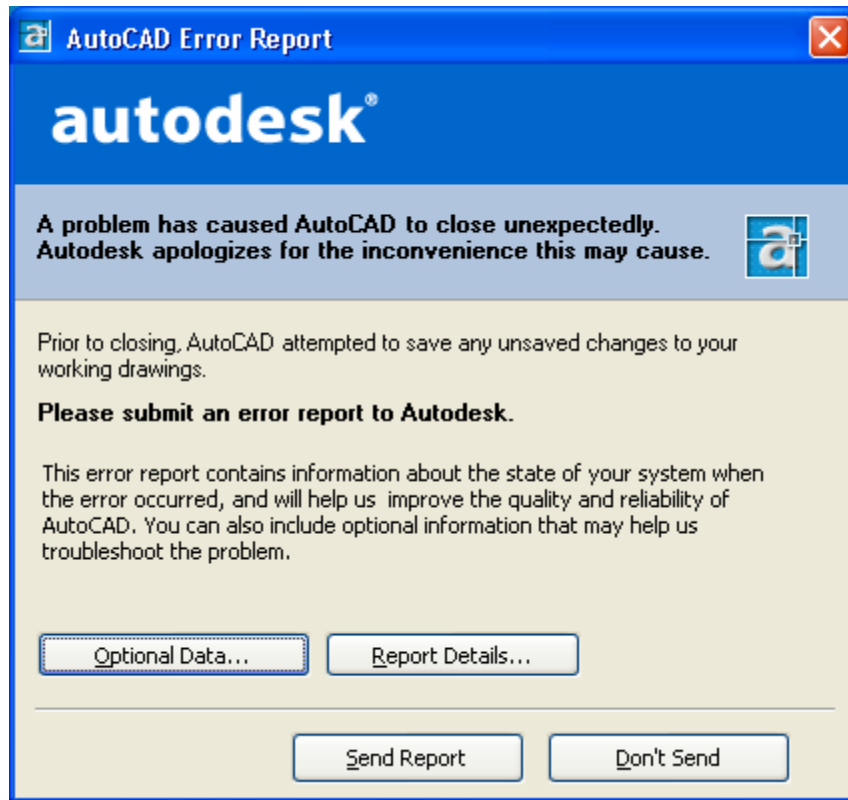 AutoCAD Error Report
autodesk®
A problem has caused AutoCAD to close unexpectedly.
Autodesk apologizes for the inconvenience this may cause.
Prior to closing, AutoCAD attempted to save any unsaved changes to your
working drawings.
Please submit an error report to Autodesk.
This error report contains information about the state of your system when
the error occurred, and will help us improve the quality and reliability of
AutoCAD. You can also include optional information that may help us
troubleshoot the problem.
Optional Data... Report Details...
Send Report Don't Send